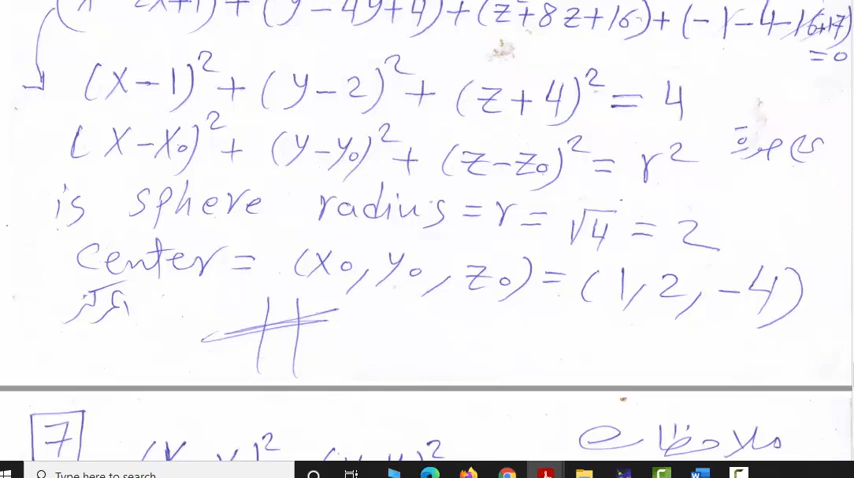 (x² - 2x+1) + (y² - 4y+4) + (z²+8z+16) + (-1-4-16+17)
=0
(x-1)² + (y-2)² + (z+4)² = 4
(x-x₀)² + (y-y₀)² + (z-z₀)² = r²
is sphere radius = r = √4 = 2
center = (x₀, y₀, z₀) = (1, 2, -4)
المركز
7
ملاحظات
Type here to search